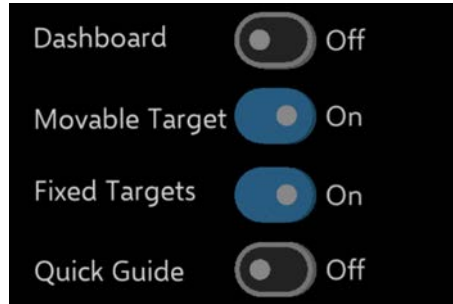 Dashboard Off
Movable Target On
Fixed Targets On
Quick Guide Off